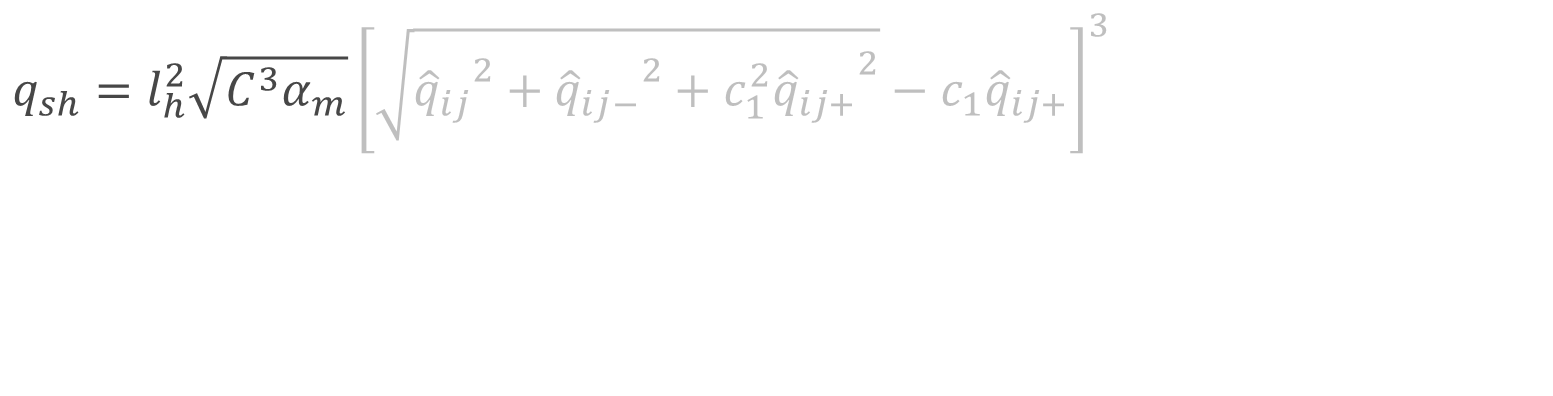 $q_{sh} = l_h^2 \sqrt{C^3 \alpha_m} \left[ \sqrt{\hat{q}_{ij}{}^2 + \hat{q}_{ij-}{}^2 + c_1^2 \hat{q}_{ij+}{}^2} - c_1 \hat{q}_{ij+} \right]^3$